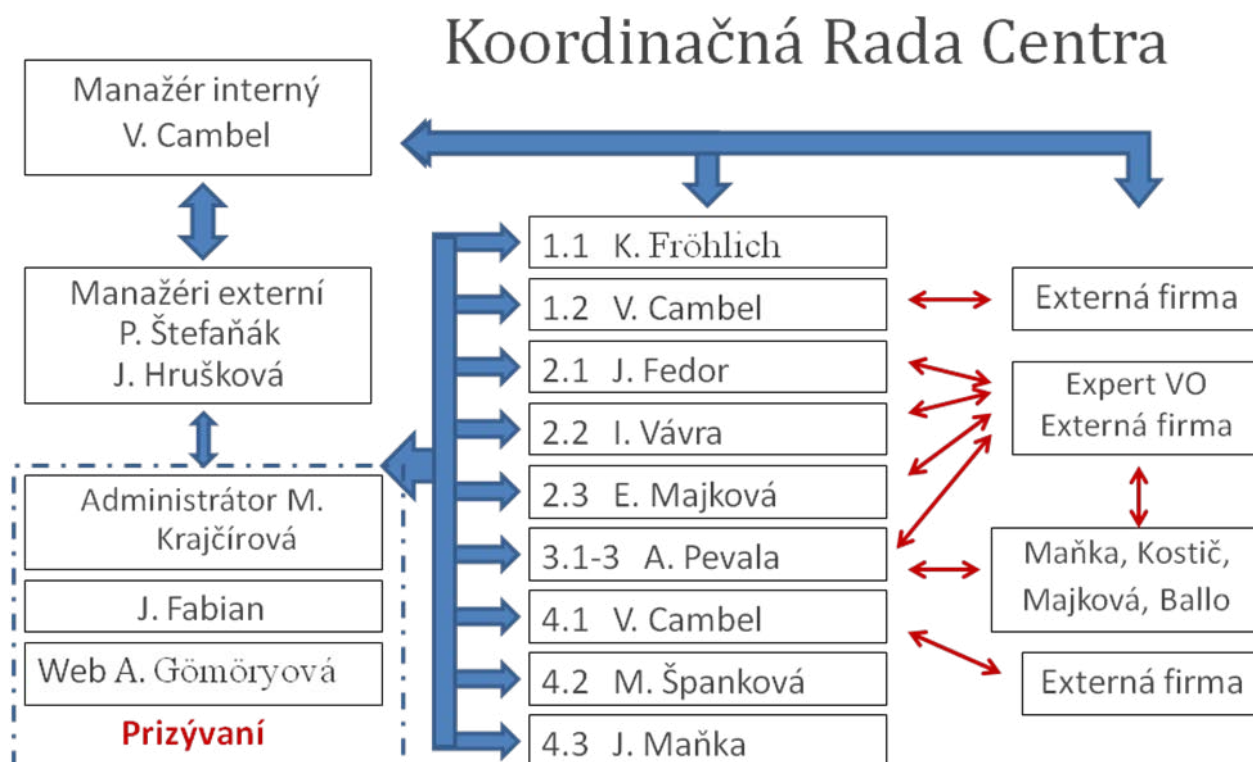 Koordinačná Rada Centra
Manažér interný
V. Cambel
Manažéri externí
P. Štefaňák
J. Hrušková
Administrátor M.
Krajčírová
J. Fabian
Web A. Gömöryová
Prizývaní
1.1 K. Fröhlich
1.2 V. Cambel
2.1 J. Fedor
2.2 I. Vávra
2.3 E. Majková
3.1-3 A. Pevala
4.1 V. Cambel
4.2 M. Španková
4.3 J. Maňka
Externá firma
Expert VO
Externá firma
Maňka, Kostič,
Majková, Ballo
Externá firma